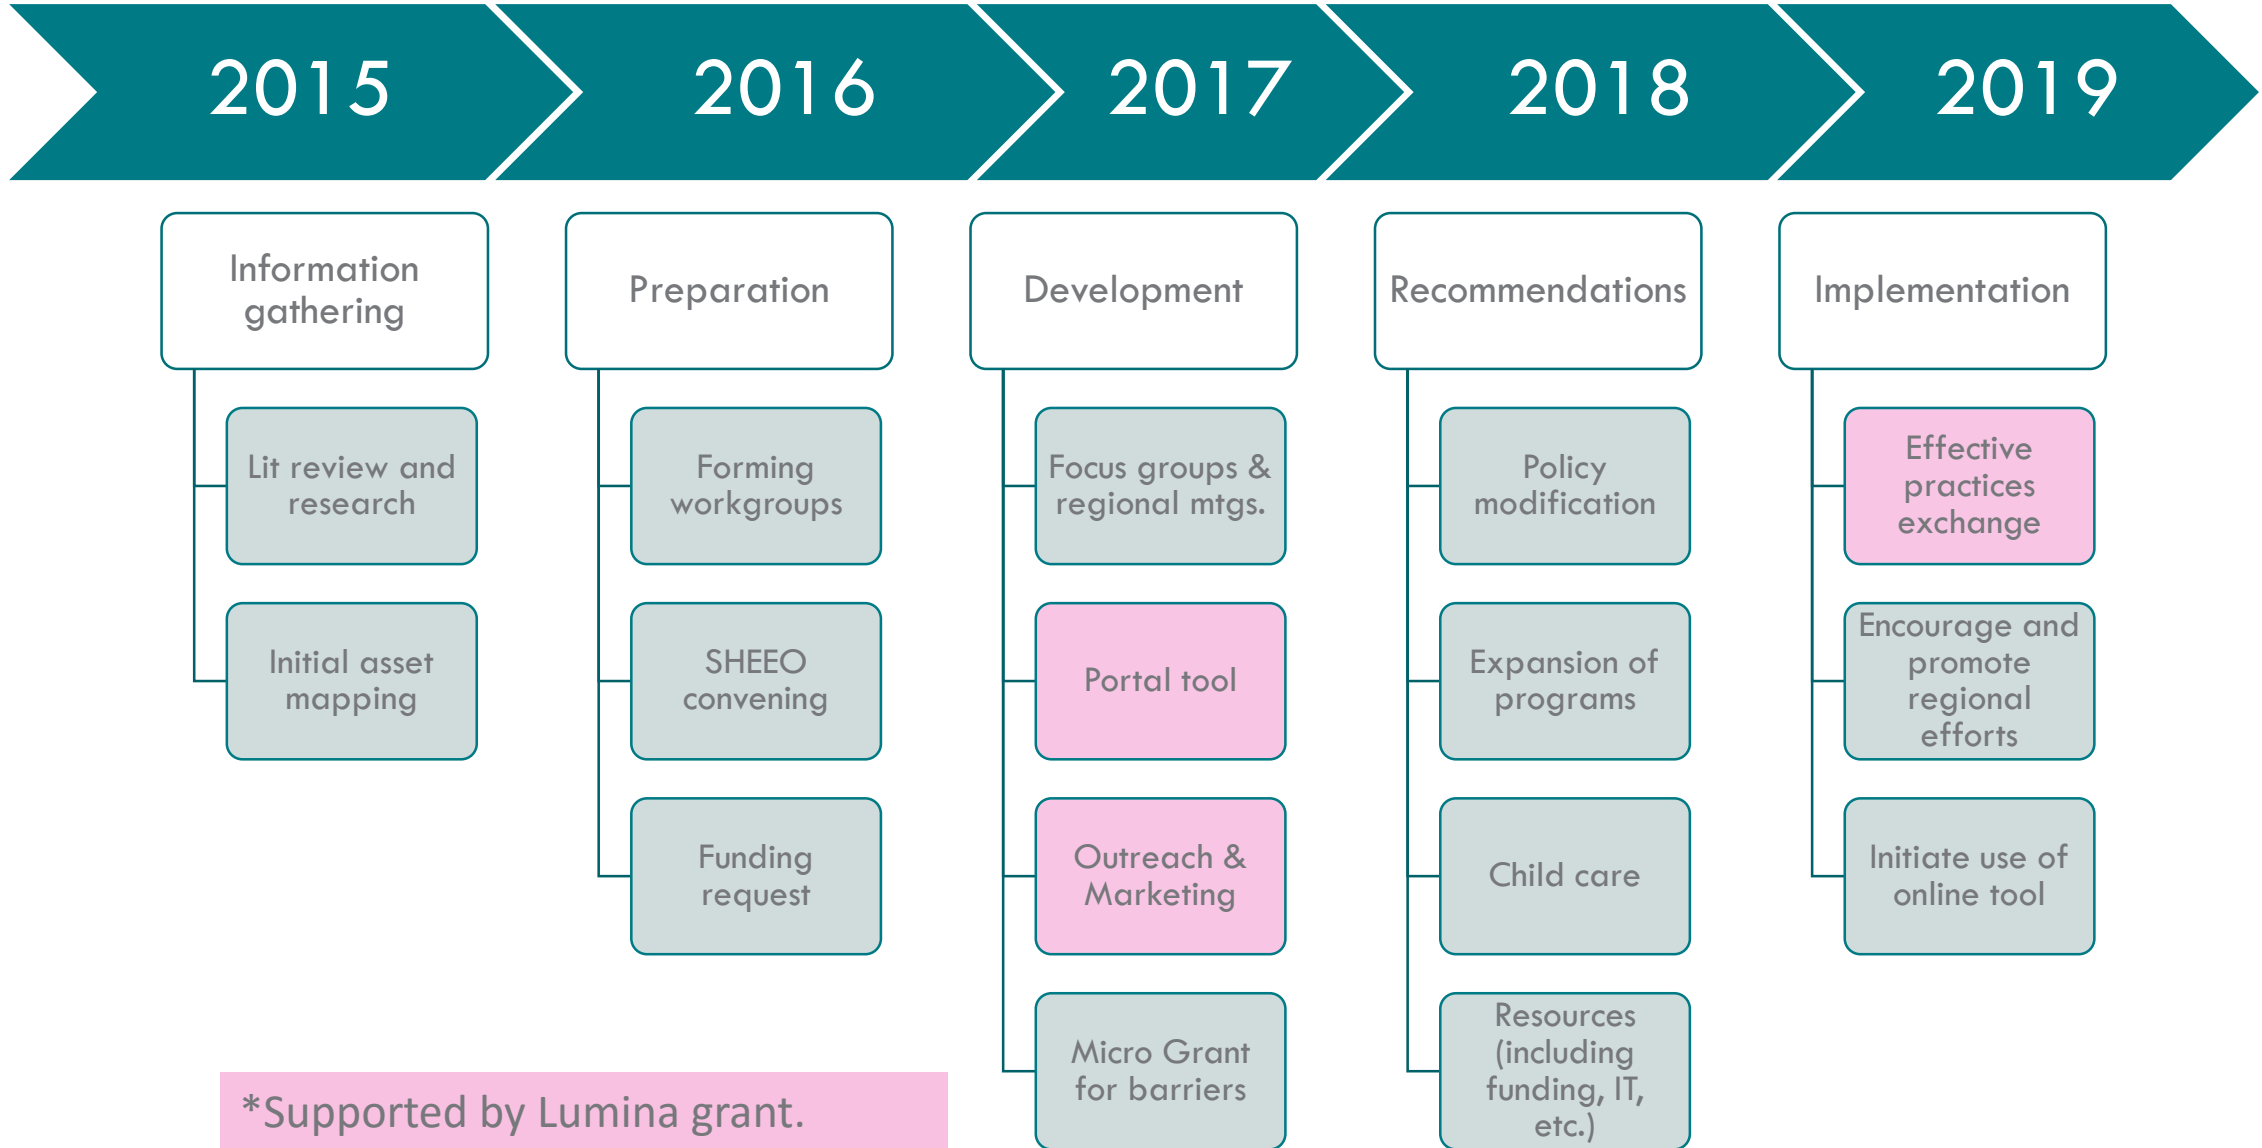 2015
2016
2017
2018
2019
Information
gathering
Lit review and
research
Initial asset
mapping
Preparation
Forming
workgroups
SHEEO
convening
Funding
request
Development
Focus groups &
regional mtgs.
Portal tool
Outreach &
Marketing
Micro Grant
for barriers
Recommendations
Policy
modification
Expansion of
programs
Child care
Resources
(including
funding, IT,
etc.)
Implementation
Effective
practices
exchange
Encourage and
promote
regional
efforts
Initiate use of
online tool
*Supported by Lumina grant.